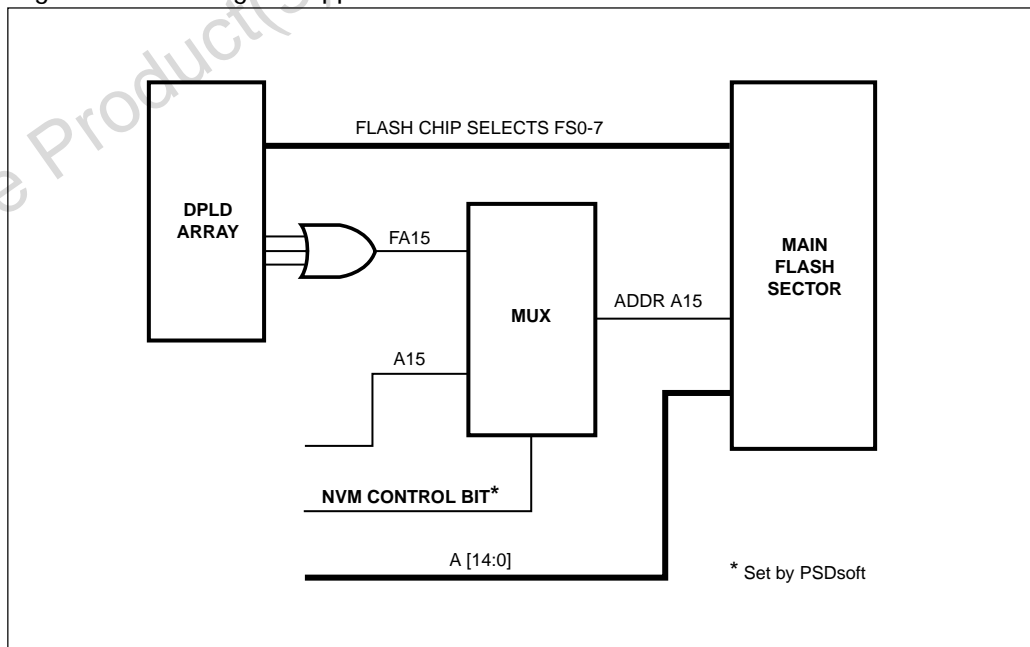 FLASH CHIP SELECTS FS0-7
DPLD
ARRAY
FA15
MUX
MAIN
FLASH
SECTOR
ADDR A15
A15
NVM CONTROL BIT*
A [14:0]
* Set by PSDsoft